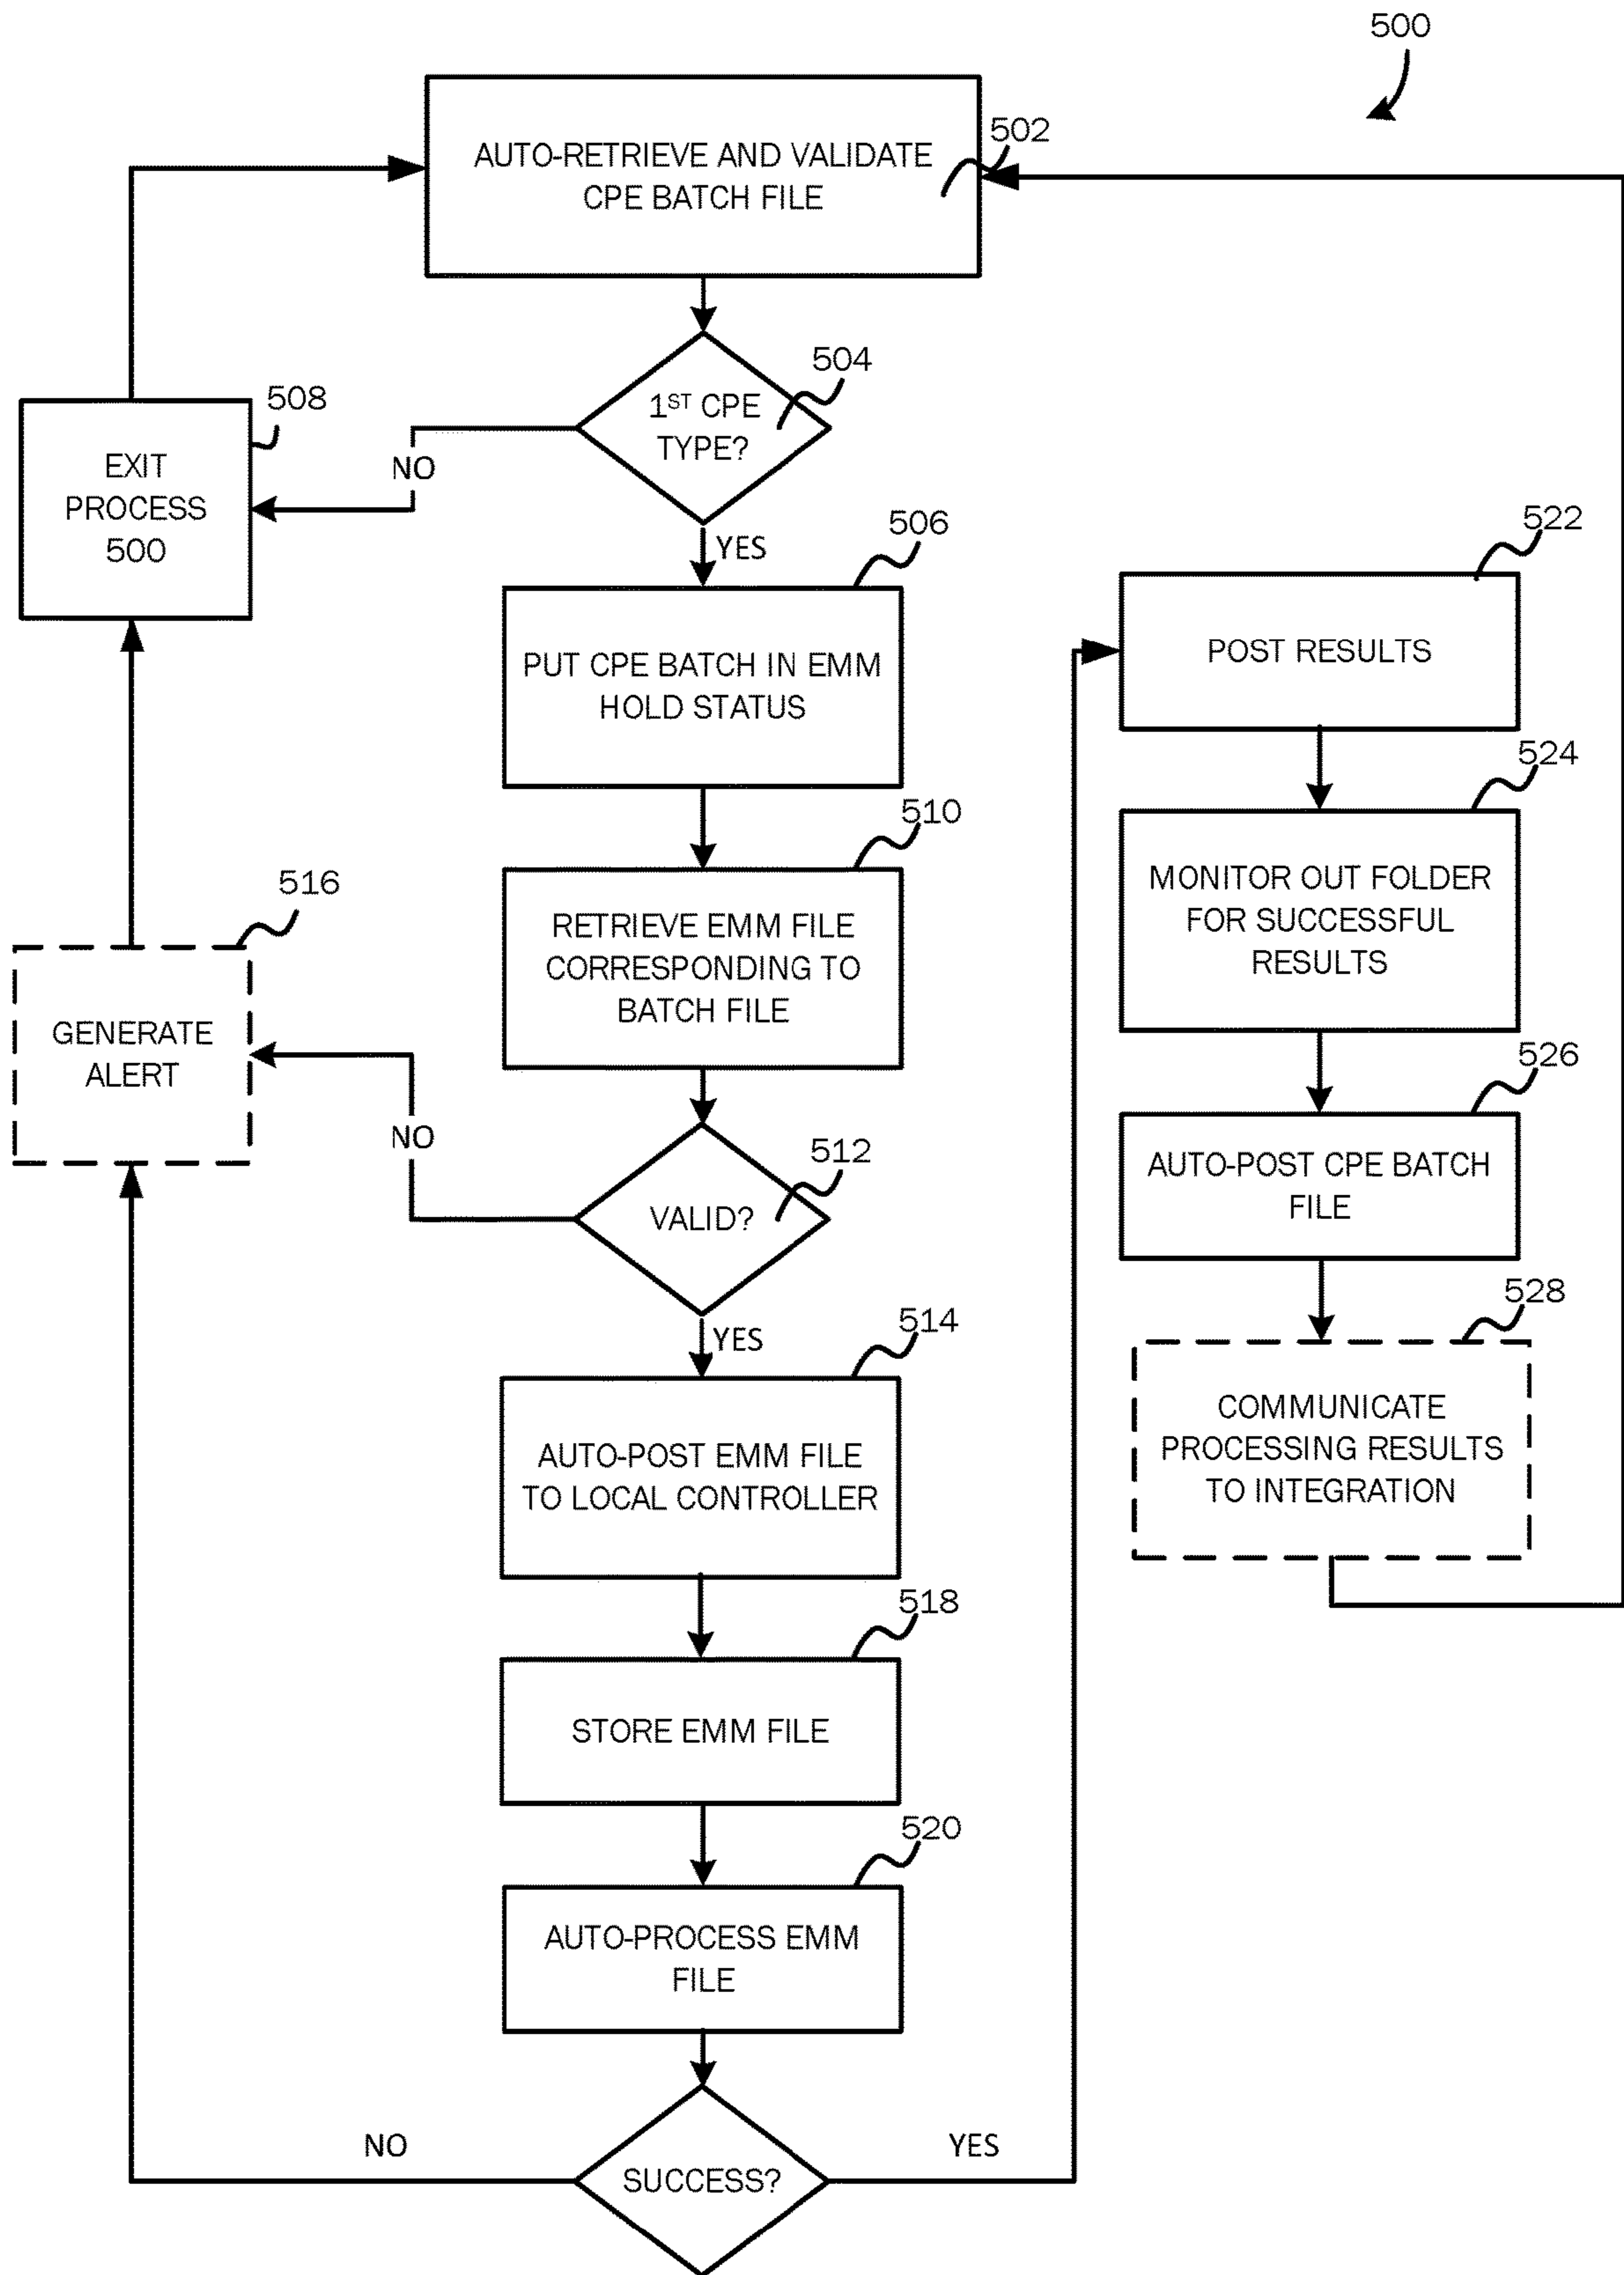 500
502
AUTO-RETRIEVE AND VALIDATE
CPE BATCH FILE
504
1ST CPE
TYPE?
NO
YES
508
EXIT
PROCESS
500
506
PUT CPE BATCH IN EMM
HOLD STATUS
510
RETRIEVE EMM FILE
CORRESPONDING TO
BATCH FILE
516
GENERATE
ALERT
NO
512
VALID?
YES
514
AUTO-POST EMM FILE
TO LOCAL CONTROLLER
518
STORE EMM FILE
520
AUTO-PROCESS EMM
FILE
NO
YES
SUCCESS?
522
POST RESULTS
524
MONITOR OUT FOLDER
FOR SUCCESSFUL
RESULTS
526
AUTO-POST CPE BATCH
FILE
528
COMMUNICATE
PROCESSING RESULTS
TO INTEGRATION